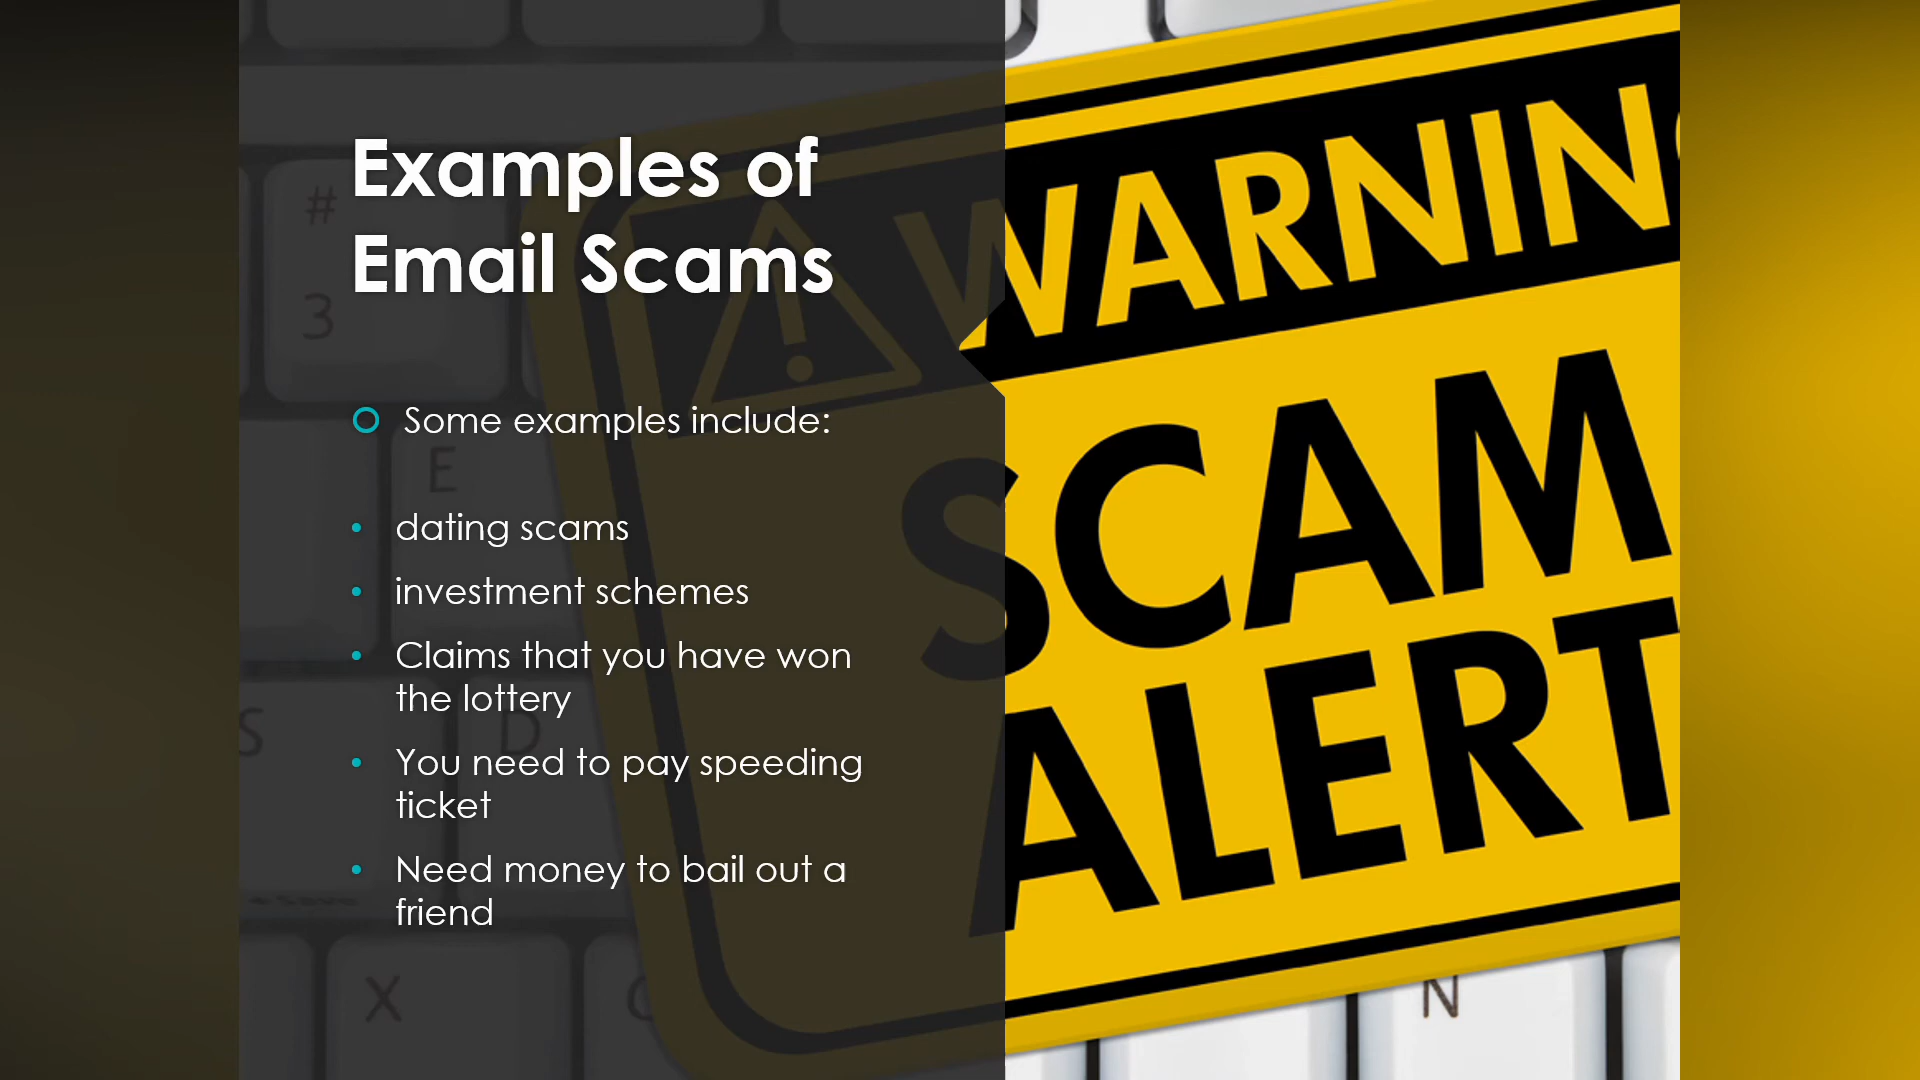 Examples of
Email Scams
Some examples include:
dating scams
investment schemes
Claims that you have won
the lottery
You need to pay speeding
ticket
Need money to bail out a
friend
WARNIN
SCAM
ALERT
#
3
E
S
D
X
C
N